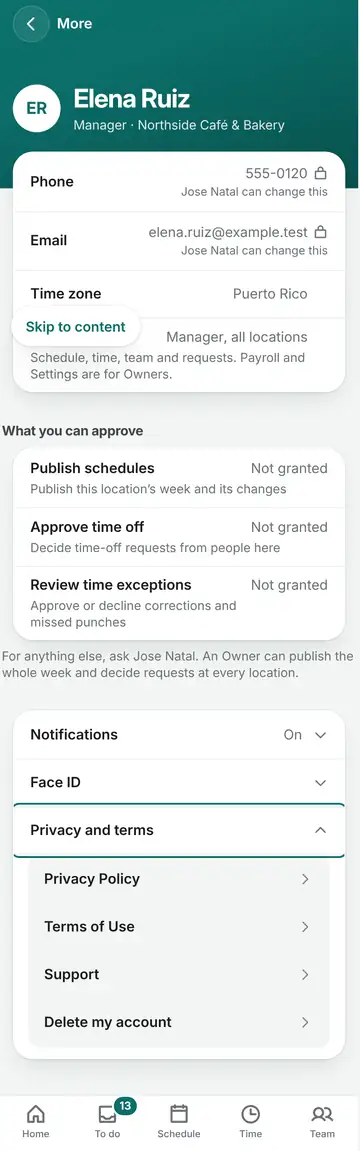 More
ER
Elena Ruiz
Manager · Northside Café & Bakery
Phone
555-0120
Jose Natal can change this
Email
elena.ruiz@example.test
Jose Natal can change this
Time zone
Puerto Rico
Skip to content
Manager, all locations
Schedule, time, team and requests. Payroll and
Settings are for Owners.
What you can approve
Publish schedules
Not granted
Publish this location’s week and its changes
Approve time off
Not granted
Decide time-off requests from people here
Review time exceptions
Not granted
Approve or decline corrections and
missed punches
For anything else, ask Jose Natal. An Owner can publish the
whole week and decide requests at every location.
Notifications
On
Face ID
Privacy and terms
Privacy Policy
Terms of Use
Support
Delete my account
13
Home
To do
Schedule
Time
Team